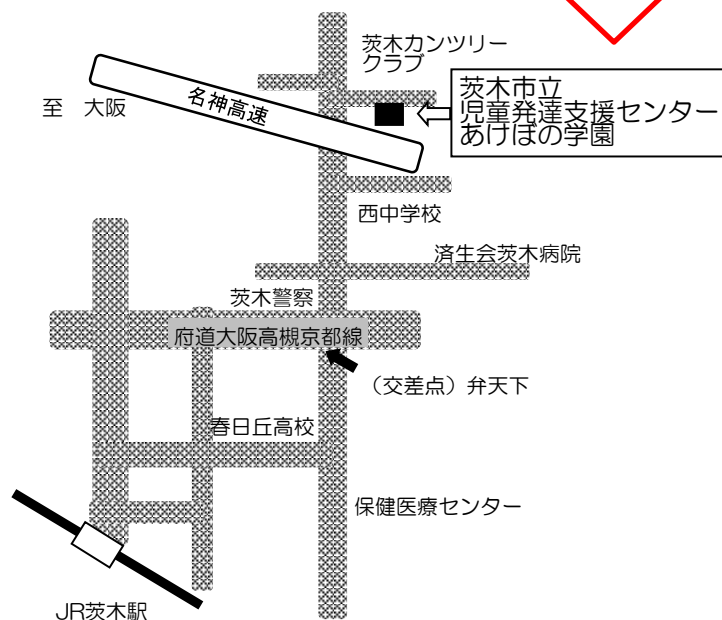 茨木カンツリー
クラブ
茨木市立
児童発達支援センター
あけぼの学園
至　大阪
名神高速
西中学校
済生会茨木病院
茨木警察
府道大阪高槻京都線
（交差点）弁天下
春日丘高校
保健医療センター
JR茨木駅